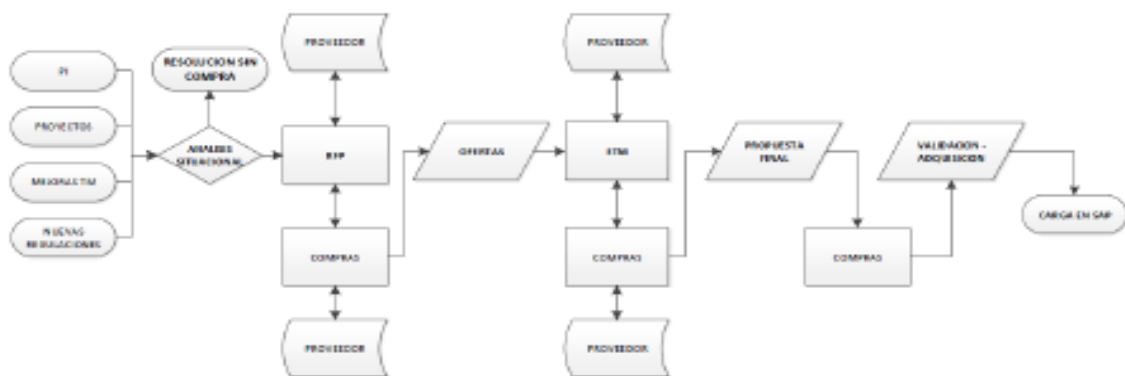 PROVEEDOR
PROVEEDOR
PI
RESOLUCION SIN
COMPRA
PROYECTOS
ANALISIS
SITUACIONAL
RFP
OFERTAS
PROPUESTA
FINAL
VALIDACION -
ADQUISICION
MEJORAS TM
NUEVAS
REGULACIONES
COMPRAS
COMPRAS
COMPRAS
CARGA EN SAP
PROVEEDOR
PROVEEDOR